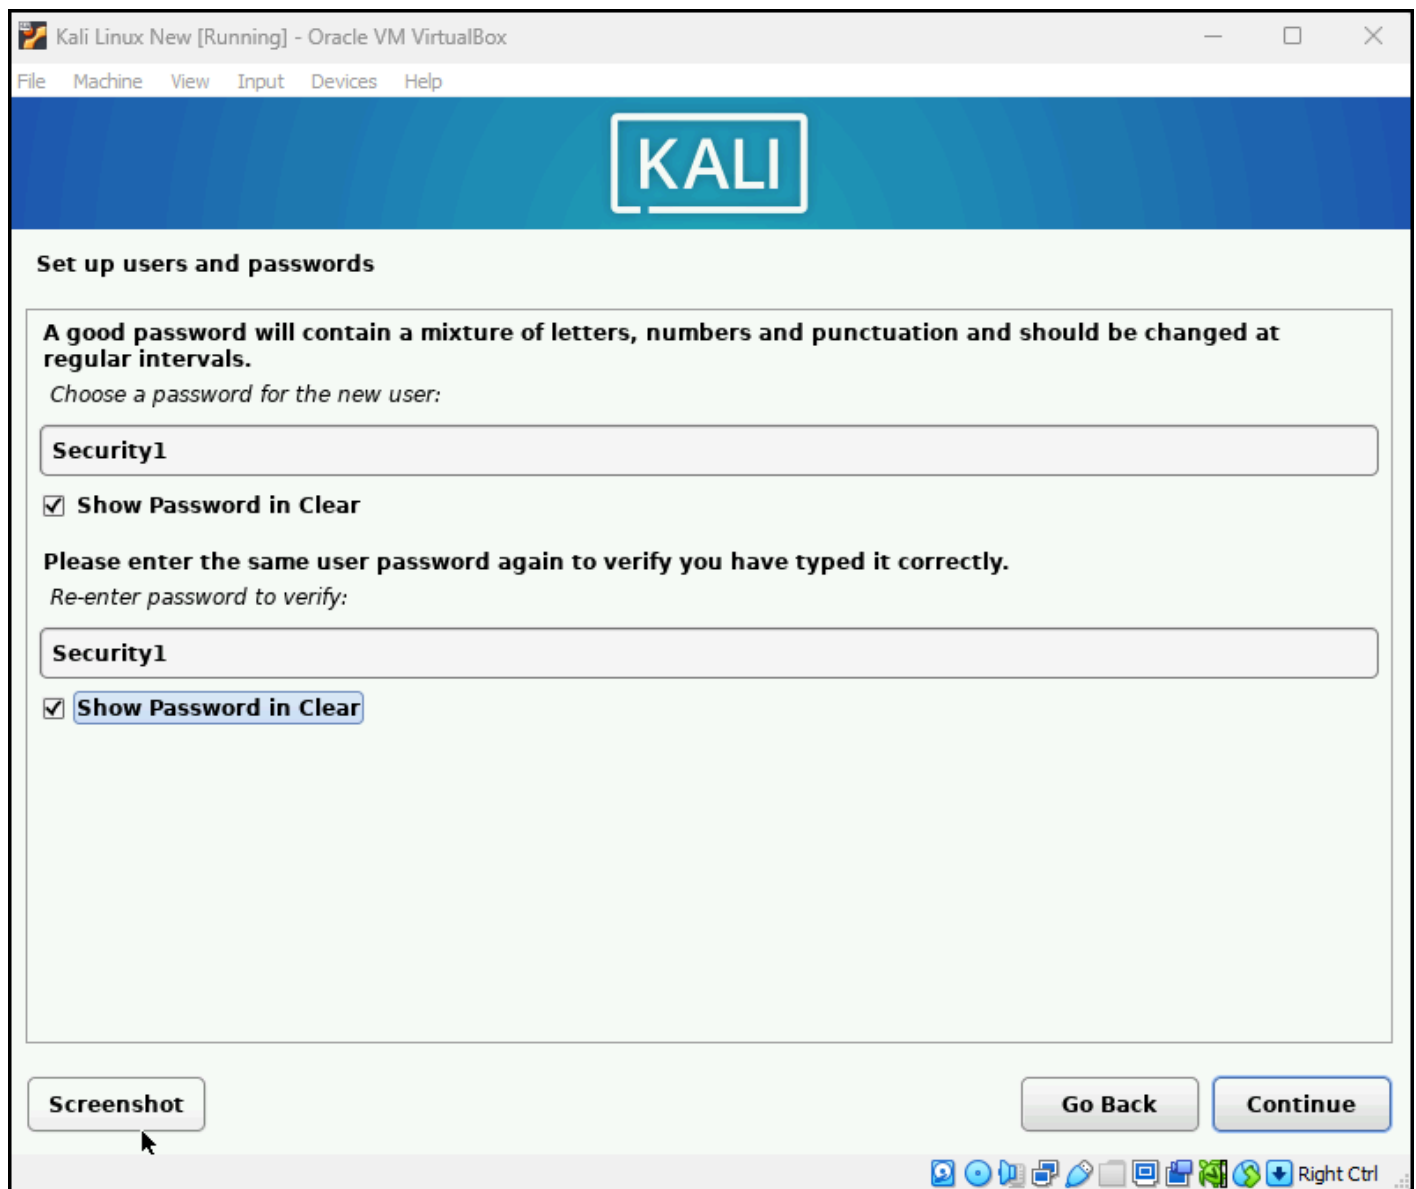 Kali Linux New [Running] - Oracle VM VirtualBox
File Machine View Input Devices Help
KALI
Set up users and passwords
A good password will contain a mixture of letters, numbers and punctuation and should be changed at
regular intervals.
Choose a password for the new user:
Security1
Show Password in Clear
Please enter the same user password again to verify you have typed it correctly.
Re-enter password to verify:
Security1
Show Password in Clear
Screenshot Go Back Continue
Right Ctrl